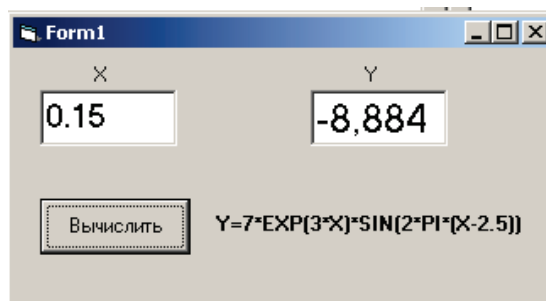 Form1
X Y
0.15 -8,884
Вычислить Y=7*EXP(3*X)*SIN(2*PI*(X-2.5))